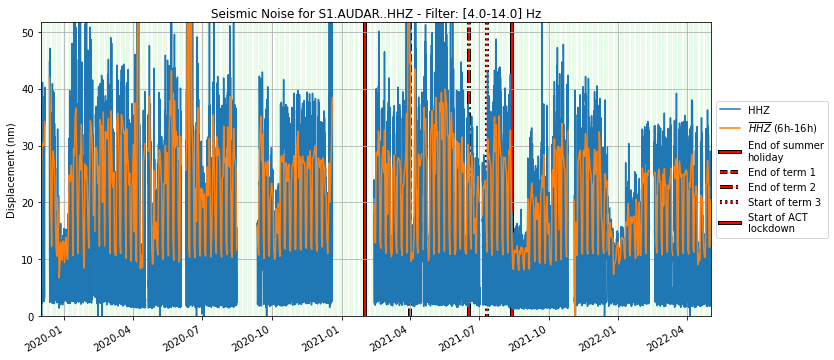 Seismic Noise for S1.AUDAR..HHZ - Filter: [4.0-14.0] Hz
Displacement (nm)
50
40
30
20
10
0
2020-01
2020-04
2020-07
2020-10
2021-01
2021-04
2021-07
2021-10
2022-01
2022-04
HHZ
HHZ (6h-16h)
End of summer
holiday
End of term 1
End of term 2
Start of term 3
Start of ACT
lockdown